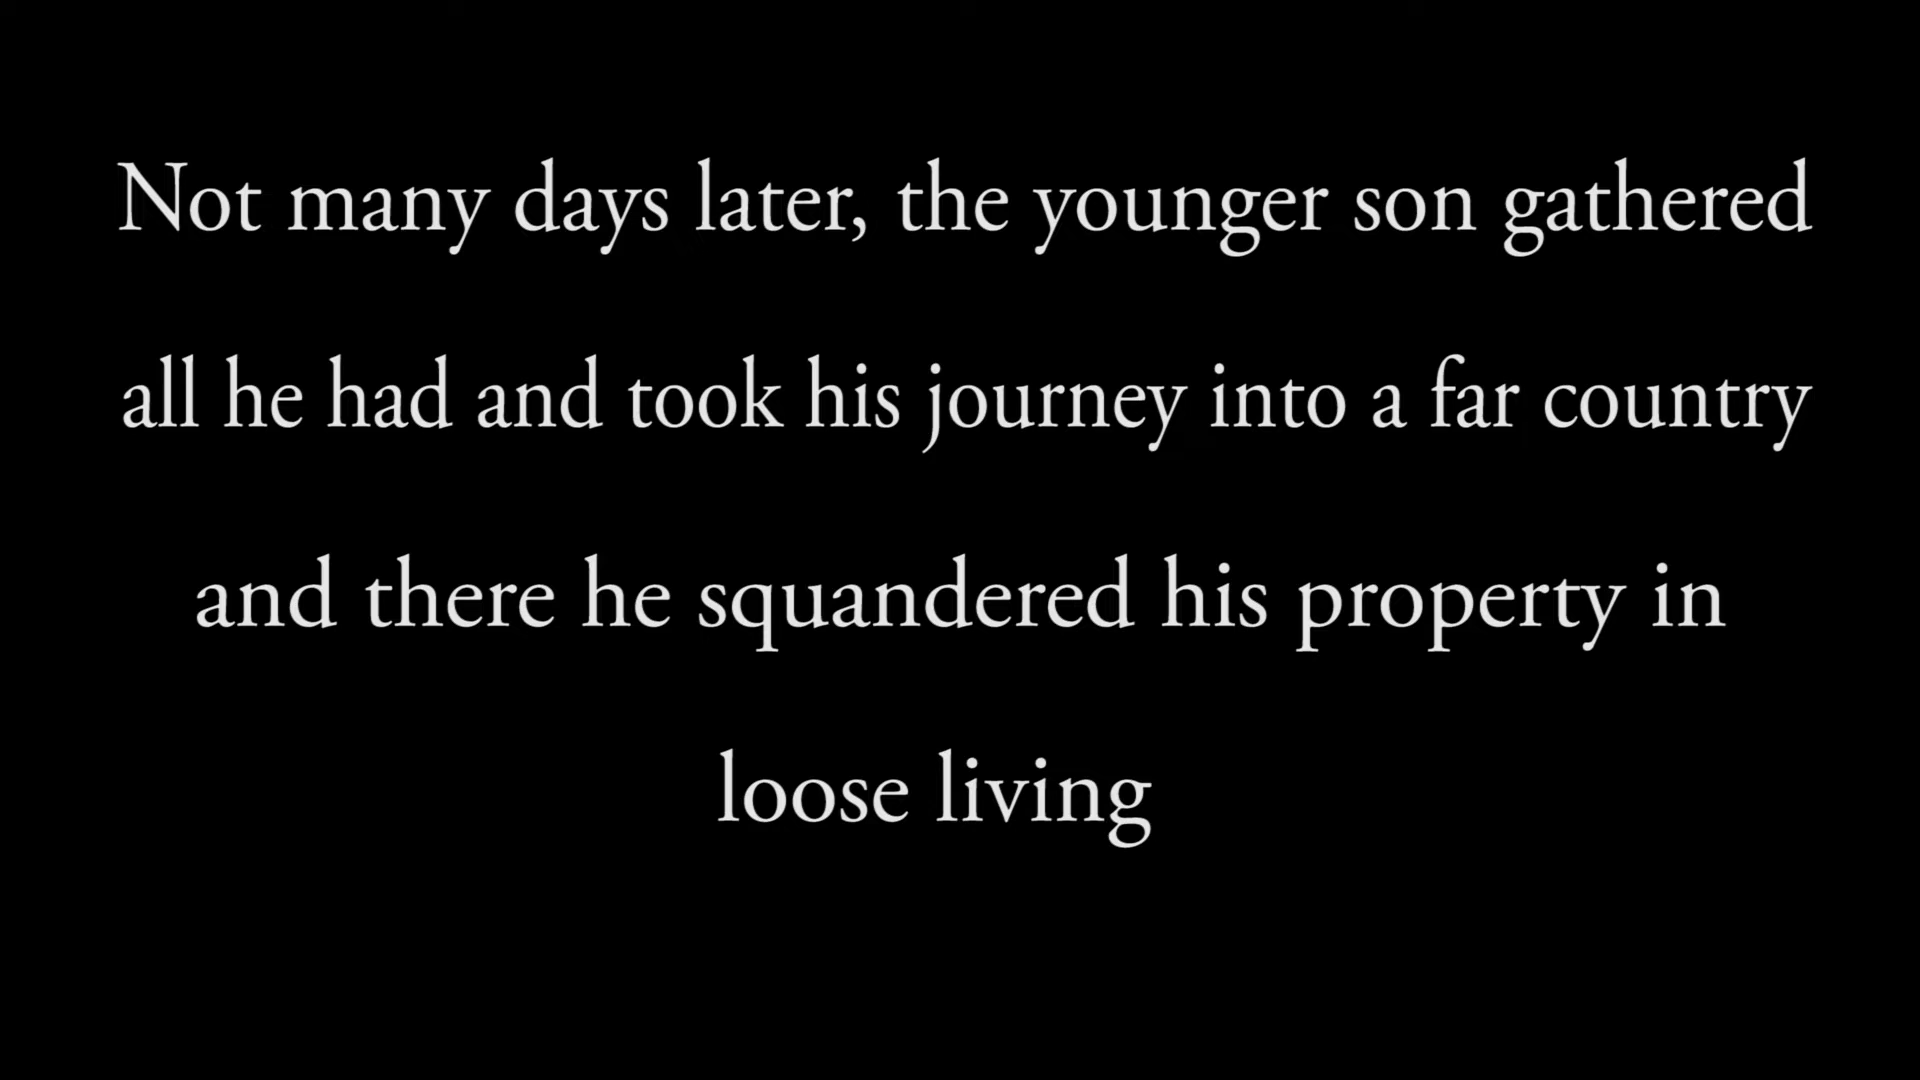 Not many days later, the younger son gathered
all he had and took his journey into a far country
and there he squandered his property in
loose living